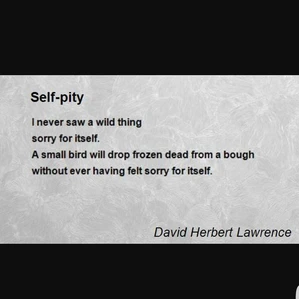 Self-pity
I never saw a wild thing
sorry for itself.
A small bird will drop frozen dead from a bough
without ever having felt sorry for itself.
David Herbert Lawrence